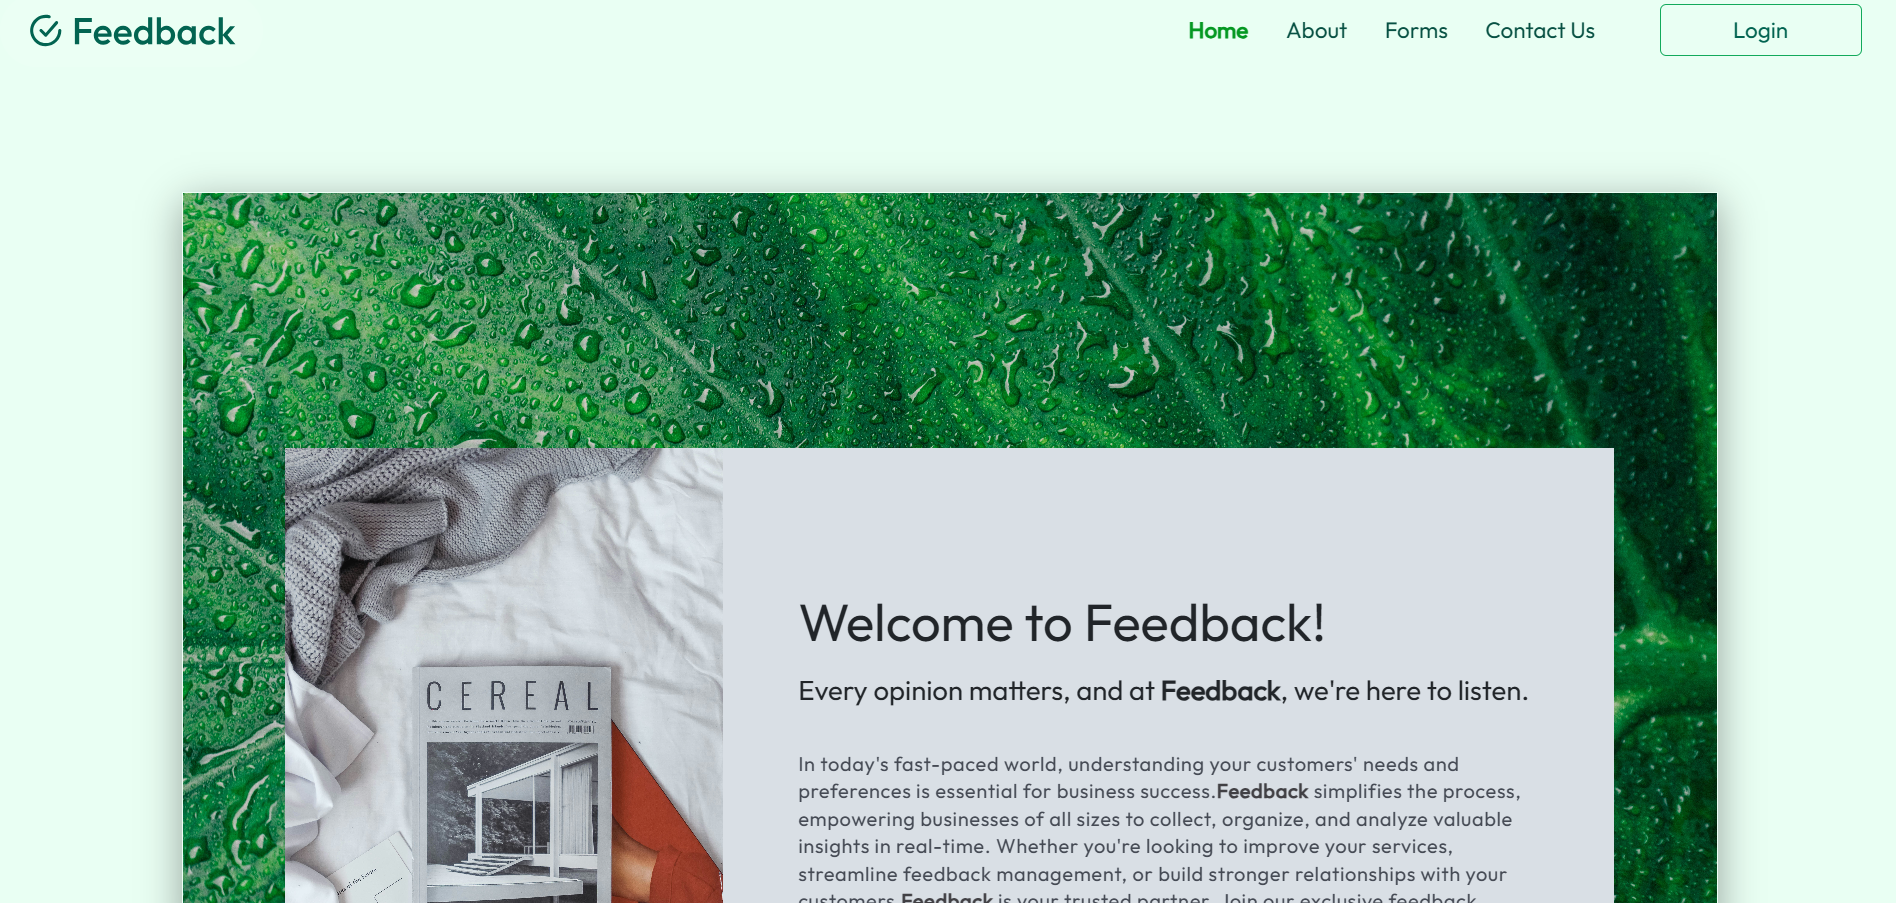 Feedback
Home
About
Forms
Contact Us
Login
Welcome to Feedback!
Every opinion matters, and at Feedback, we're here to listen.
In today's fast-paced world, understanding your customers' needs and
preferences is essential for business success.Feedback simplifies the process,
empowering businesses of all sizes to collect, organize, and analyze valuable
insights in real-time. Whether you're looking to improve your services,
streamline feedback management, or build stronger relationships with your
customers Feedback is your trusted partner. Join our exclusive feedback
CEREAL